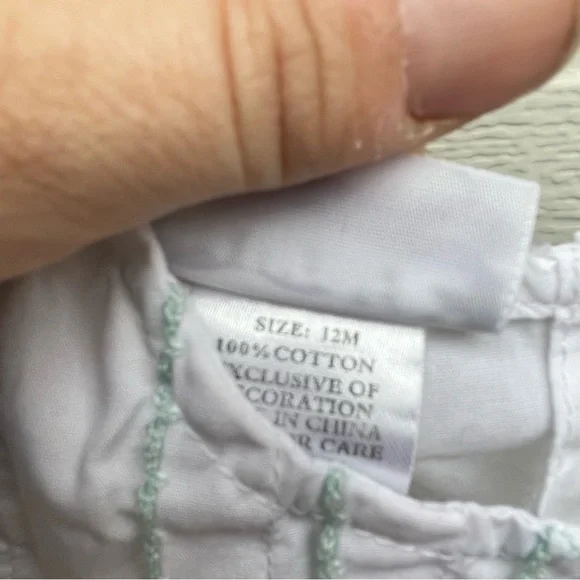 SIZE: 12M
100% COTTON
XCLUSIVE OF
CORATION
IN CHINA
R CARE